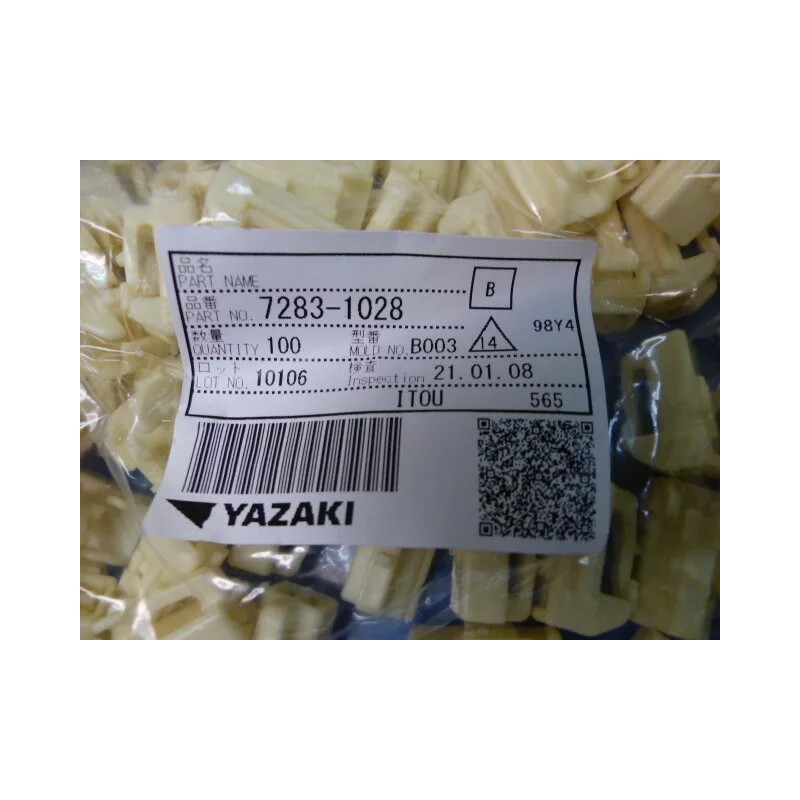 品名
PART NAME
B
品番
PART NO. 7283-1028
98Y4
数量
QUANTITY 100
型番
MOLD NO. B003
14
ロット
LOT NO. 10106
検査
Inspection 21.01.08
ITOU 565
YAZAKI